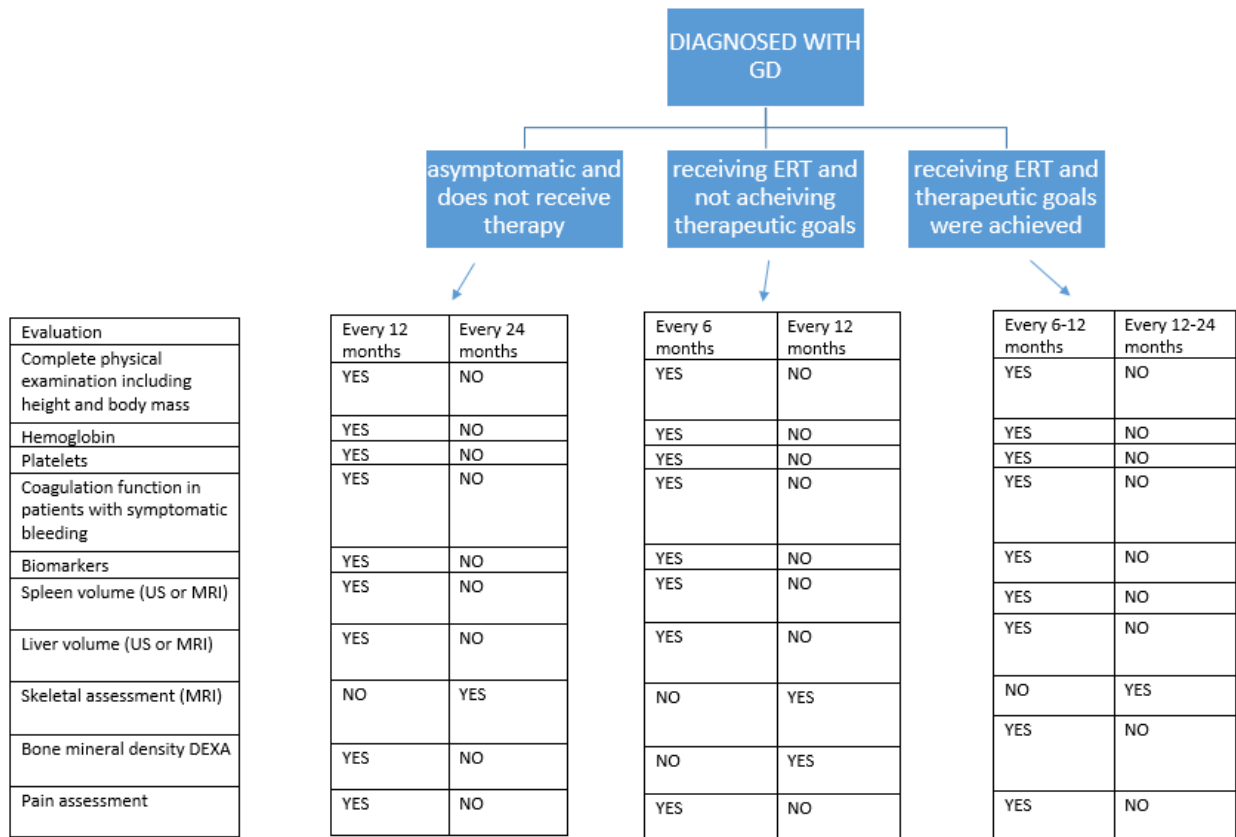 DIAGNOSED WITH
GD
asymptomatic and
does not receive
therapy
receiving ERT and
not acheiving
therapeutic goals
receiving ERT and
therapeutic goals
were achieved
Evaluation
Complete physical
examination including
height and body mass
Hemoglobin
Platelets
Coagulation function in
patients with symptomatic
bleeding
Biomarkers
Spleen volume (US or MRI)
Liver volume (US or MRI)
Skeletal assessment (MRI)
Bone mineral density DEXA
Pain assessment
Every 12 Every 24
months months
YES NO
YES NO
YES NO
YES NO
YES NO
YES NO
YES NO
NO YES
YES NO
YES NO
Every 6 Every 12
months months
YES NO
YES NO
YES NO
YES NO
YES NO
YES NO
YES NO
NO YES
NO YES
YES NO
Every 6-12 Every 12-24
months months
YES NO
YES NO
YES NO
YES NO
YES NO
YES NO
YES NO
NO YES
YES NO
YES NO